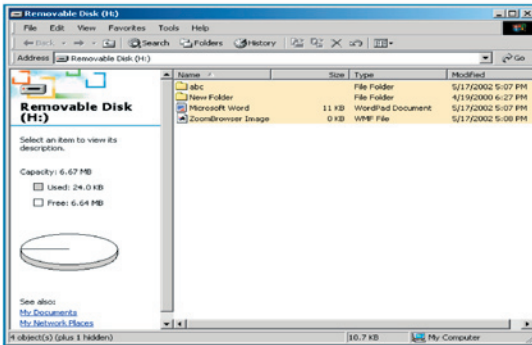 Removable Disk (H:)
File Edit View Favorites Tools Help
Back Search Folders History
Address Removable Disk (H:) Go
Name Size Type Modified
abc File Folder 5/17/2002 5:07 PM
New Folder File Folder 4/19/2000 6:27 PM
Microsoft Word 11 KB WordPad Document 5/17/2002 5:07 PM
ZoomBrowser Image 0 KB WMF File 5/17/2002 5:08 PM
Removable Disk
(H:)
Select an item to view its
description.
Capacity: 6.67 MB
Used: 24.0 KB
Free: 6.64 MB
See also:
My Documents
My Network Places
4 object(s) (plus 1 hidden) 10.7 KB My Computer